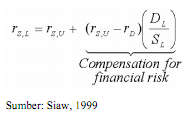 r_{S,L} = r_{S,U} + (r_{S,U} - r_D)(D_L / S_L)
Compensation for
financial risk
Sumber: Siaw, 1999